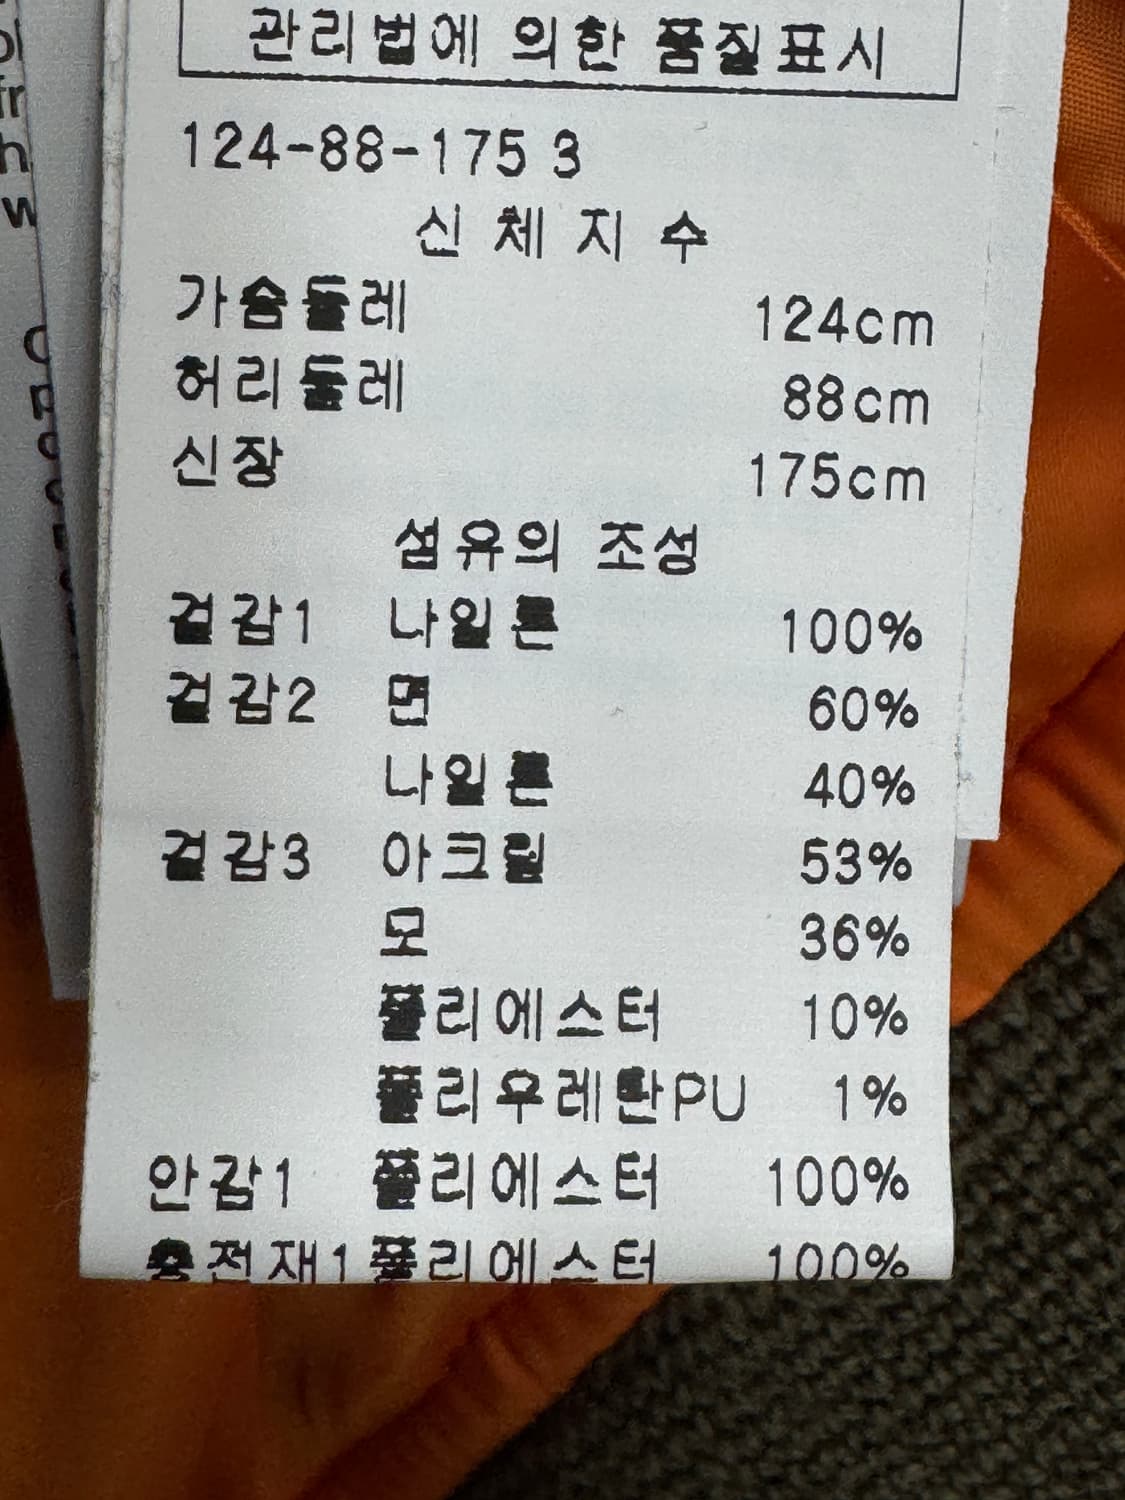 관리법에 의한 품질표시
124-88-175 3
신체지수
가슴둘레 124cm
허리둘레 88cm
신장 175cm
섬유의 조성
겉감1 나일론 100%
겉감2 면 60%
나일론 40%
겉감3 아크릴 53%
모 36%
폴리에스터 10%
폴리우레탄PU 1%
안감1 폴리에스터 100%
충전재1 폴리에스터 100%